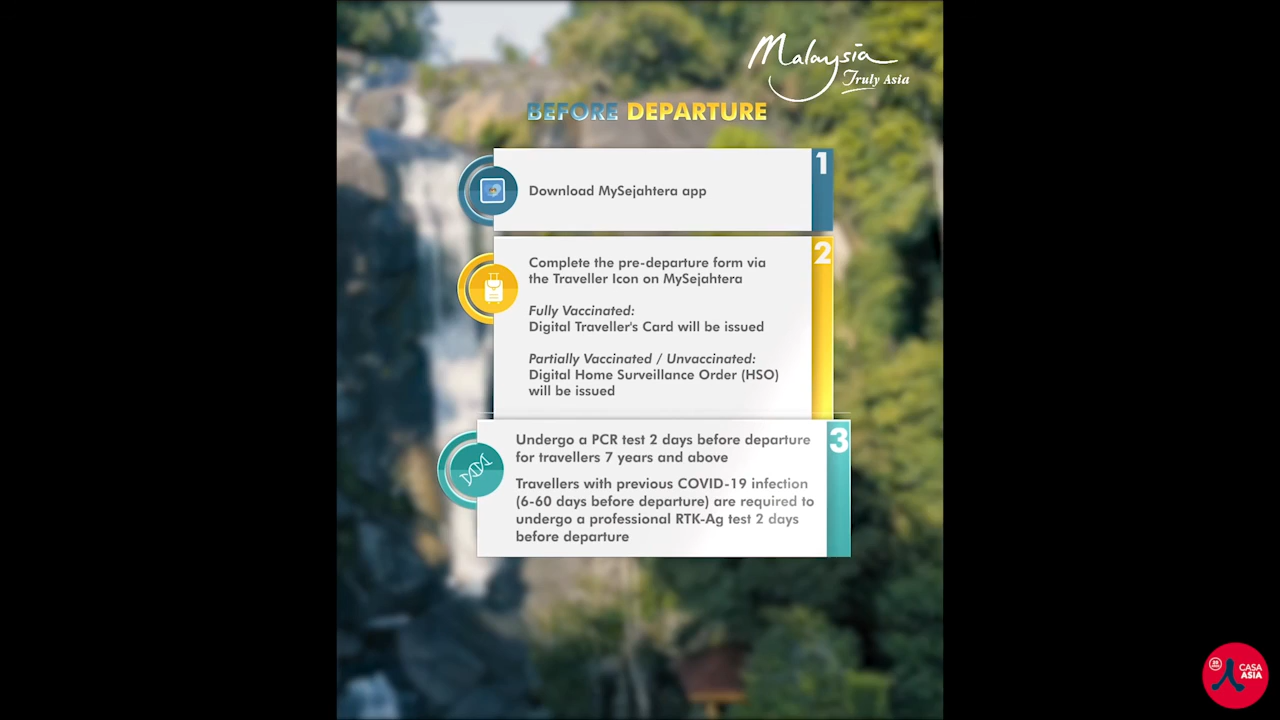 Malaysia
Truly Asia
BEFORE DEPARTURE
1
Download MySejahtera app
2
Complete the pre-departure form via
the Traveller Icon on MySejahtera
Fully Vaccinated:
Digital Traveller's Card will be issued
Partially Vaccinated / Unvaccinated:
Digital Home Surveillance Order (HSO)
will be issued
3
Undergo a PCR test 2 days before departure
for travellers 7 years and above
Travellers with previous COVID-19 infection
(6-60 days before departure) are required to
undergo a professional RTK-Ag test 2 days
before departure
CASA
ASIA